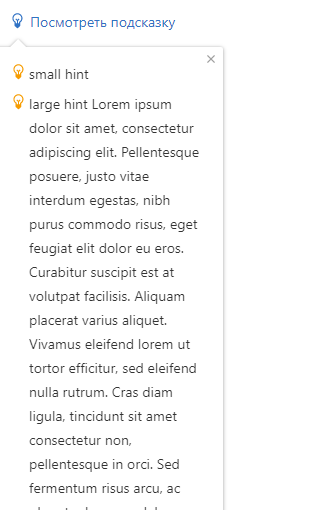 Посмотреть подсказку
×
small hint
large hint Lorem ipsum
dolor sit amet, consectetur
adipiscing elit. Pellentesque
posuere, justo vitae
interdum egestas, nibh
purus commodo risus, eget
feugiat elit dolor eu eros.
Curabitur suscipit est at
volutpat facilisis. Aliquam
placerat varius aliquet.
Vivamus eleifend lorem ut
tortor efficitur, sed eleifend
nulla rutrum. Cras diam
ligula, tincidunt sit amet
consectetur non,
pellentesque in orci. Sed
fermentum risus arcu, ac